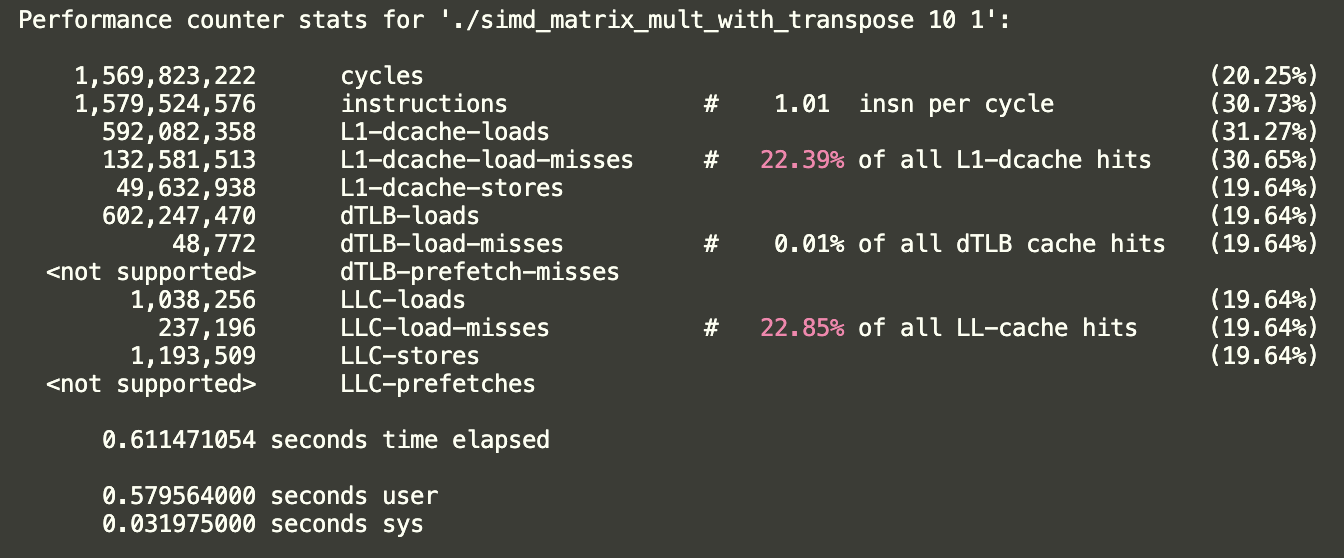 Performance counter stats for './simd_matrix_mult_with_transpose 10 1':
1,569,823,222 cycles (20.25%)
1,579,524,576 instructions # 1.01 insn per cycle (30.73%)
592,082,358 L1-dcache-loads (31.27%)
132,581,513 L1-dcache-load-misses # 22.39% of all L1-dcache hits (30.65%)
49,632,938 L1-dcache-stores (19.64%)
602,247,470 dTLB-loads (19.64%)
48,772 dTLB-load-misses # 0.01% of all dTLB cache hits (19.64%)
<not supported> dTLB-prefetch-misses
1,038,256 LLC-loads (19.64%)
237,196 LLC-load-misses # 22.85% of all LL-cache hits (19.64%)
1,193,509 LLC-stores (19.64%)
<not supported> LLC-prefetches
0.611471054 seconds time elapsed
0.579564000 seconds user
0.031975000 seconds sys